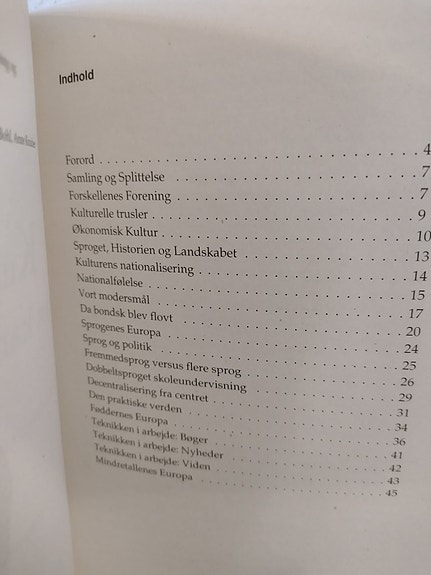 Indhold
Forord . . . . . . . . . . . . . . . . . . . . . . . . 4
Samling og Splittelse . . . . . . . . . . . . . . . . . . 7
Forskellenes Forening . . . . . . . . . . . . . . . . . . 7
Kulturelle trusler . . . . . . . . . . . . . . . . . . . . 9
Økonomisk Kultur . . . . . . . . . . . . . . . . . . . 10
Sproget, Historien og Landskabet . . . . . . . . . . . . 13
Kulturens nationalisering . . . . . . . . . . . . . . . . 14
Nationalfølelse . . . . . . . . . . . . . . . . . . . . . 15
Vort modersmål . . . . . . . . . . . . . . . . . . . . 17
Da bondsk blev flovt . . . . . . . . . . . . . . . . . . 20
Sprogenes Europa . . . . . . . . . . . . . . . . . . . 24
Sprog og politik . . . . . . . . . . . . . . . . . . . . 25
Fremmedsprog versus flere sprog . . . . . . . . . . . . 26
Dobbeltsproget skoleundervisning . . . . . . . . . . . . 29
Decentralisering fra centret . . . . . . . . . . . . . . . 31
Den praktiske verden . . . . . . . . . . . . . . . . . . 34
Føddernes Europa . . . . . . . . . . . . . . . . . . . 36
Teknikken i arbejde: Bøger . . . . . . . . . . . . . . . 41
Teknikken i arbejde: Nyheder . . . . . . . . . . . . . . 42
Teknikken i arbejde: Viden . . . . . . . . . . . . . . . 43
Mindretallenes Europa . . . . . . . . . . . . . . . . . 45